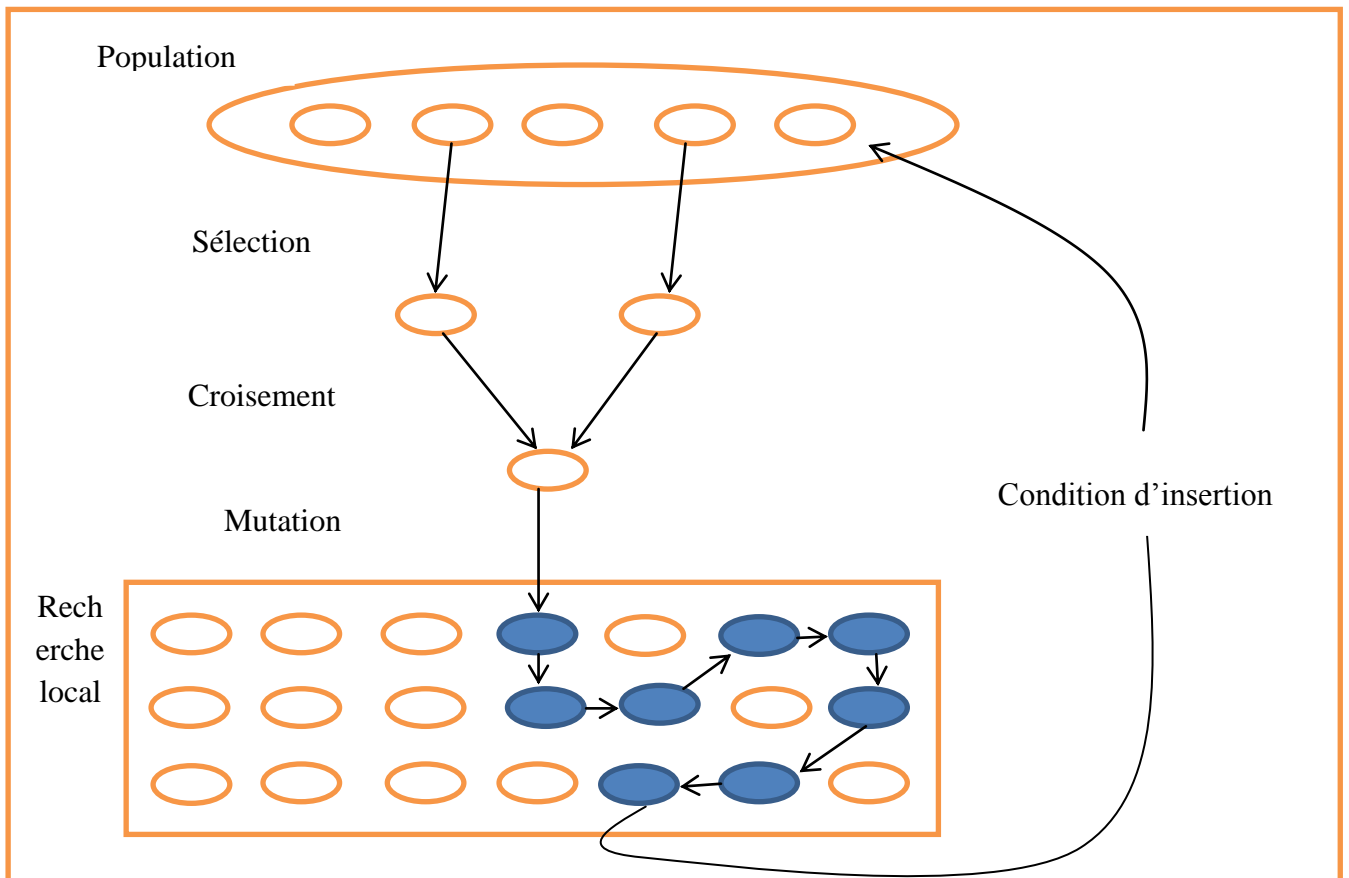 Population
Sélection
Croisement
Condition d’insertion
Mutation
Rech
erche
local